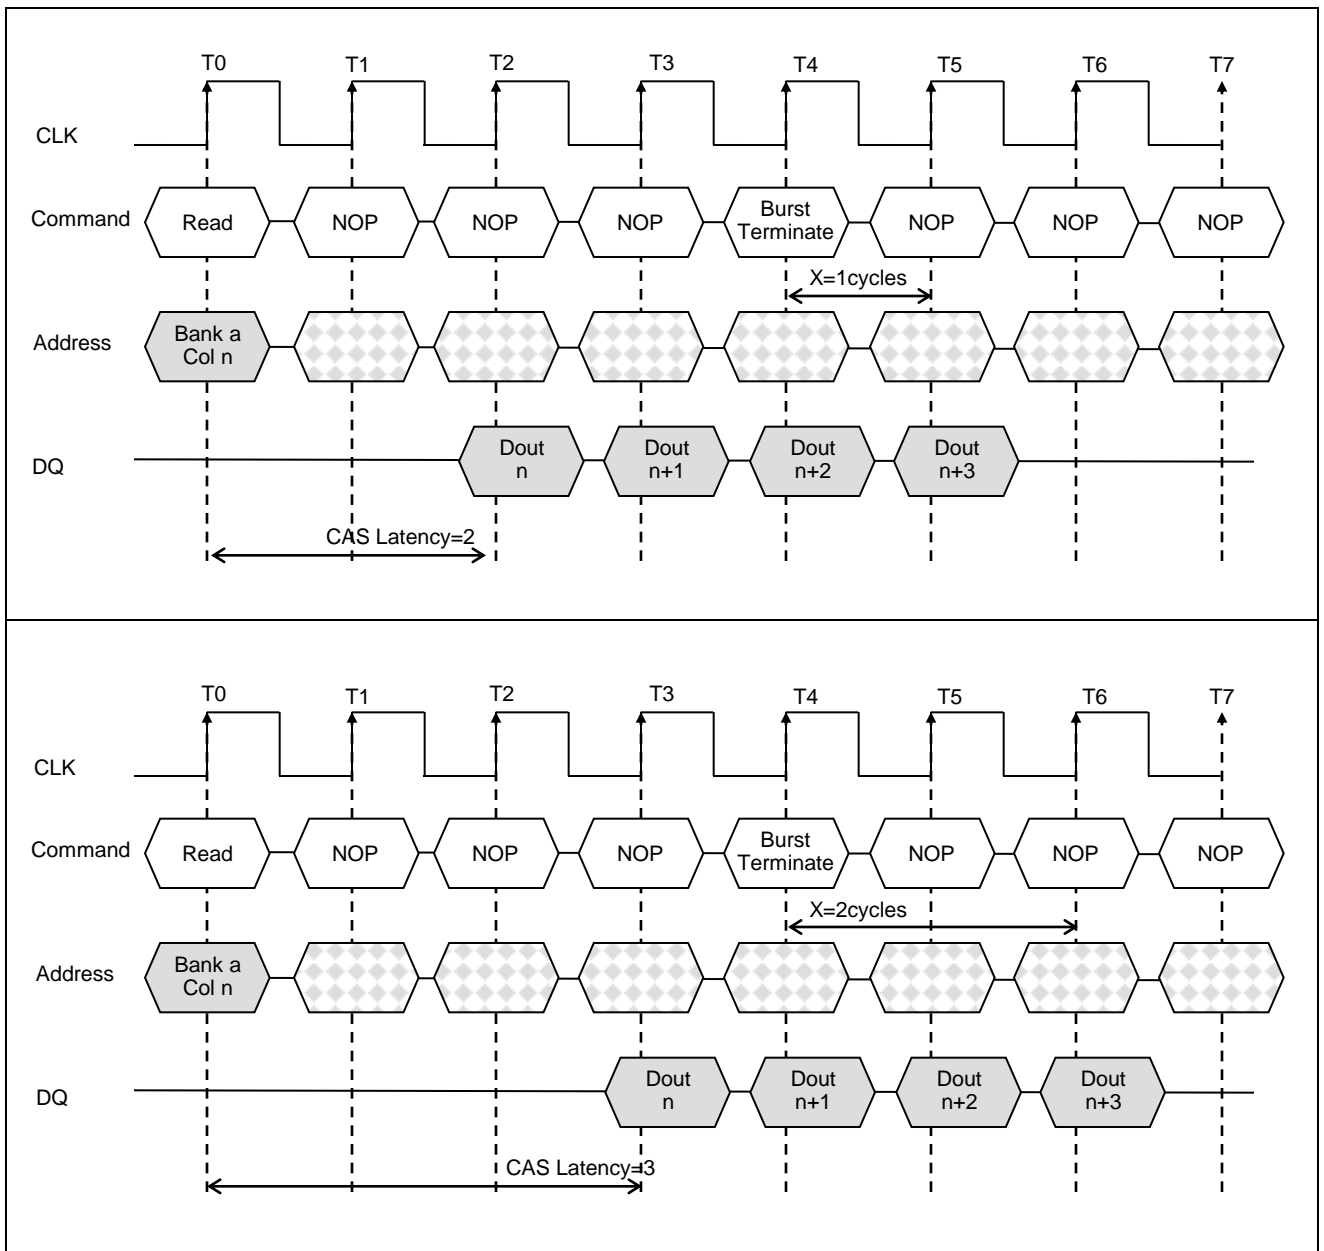 T0 T1 T2 T3 T4 T5 T6 T7
CLK
Command Read NOP NOP NOP Burst Terminate NOP NOP NOP
X=1cycles
Address Bank a Col n
DQ Dout n Dout n+1 Dout n+2 Dout n+3
CAS Latency=2
T0 T1 T2 T3 T4 T5 T6 T7
CLK
Command Read NOP NOP NOP Burst Terminate NOP NOP NOP
X=2cycles
Address Bank a Col n
DQ Dout n Dout n+1 Dout n+2 Dout n+3
CAS Latency=3